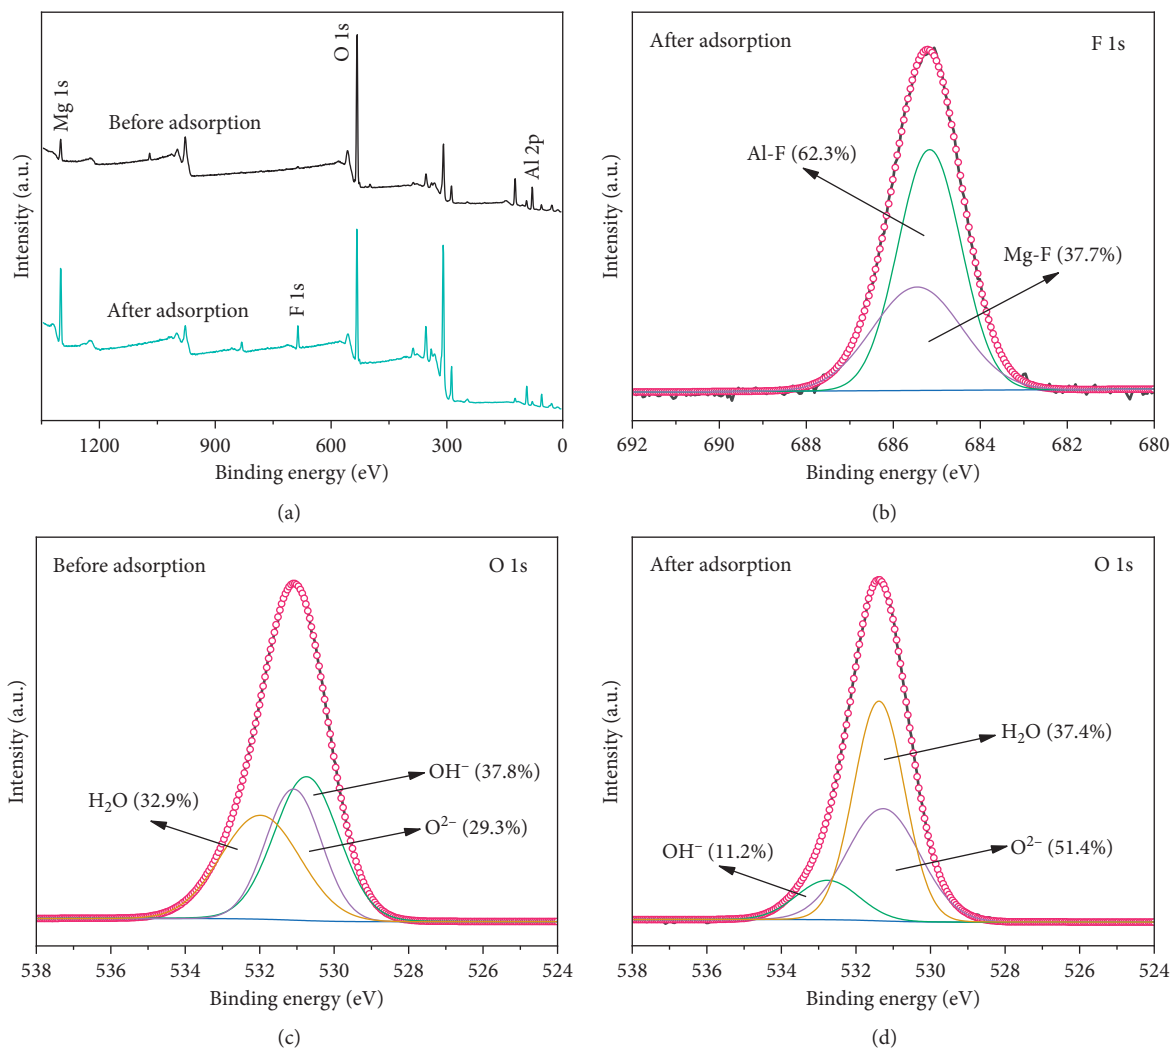 Mg 1s
Before adsorption
O 1s
Al 2p
After adsorption
F 1s
Intensity (a.u.)
1200 900 600 300 0
Binding energy (eV)
(a)
After adsorption
F 1s
Al-F (62.3%)
Mg-F (37.7%)
Intensity (a.u.)
692 690 688 686 684 682 680
Binding energy (eV)
(b)
Before adsorption
O 1s
OH⁻ (37.8%)
H₂O (32.9%)
O²⁻ (29.3%)
Intensity (a.u.)
538 536 534 532 530 528 526 524
Binding energy (eV)
(c)
After adsorption
O 1s
H₂O (37.4%)
OH⁻ (11.2%)
O²⁻ (51.4%)
Intensity (a.u.)
538 536 534 532 530 528 526 524
Binding energy (eV)
(d)